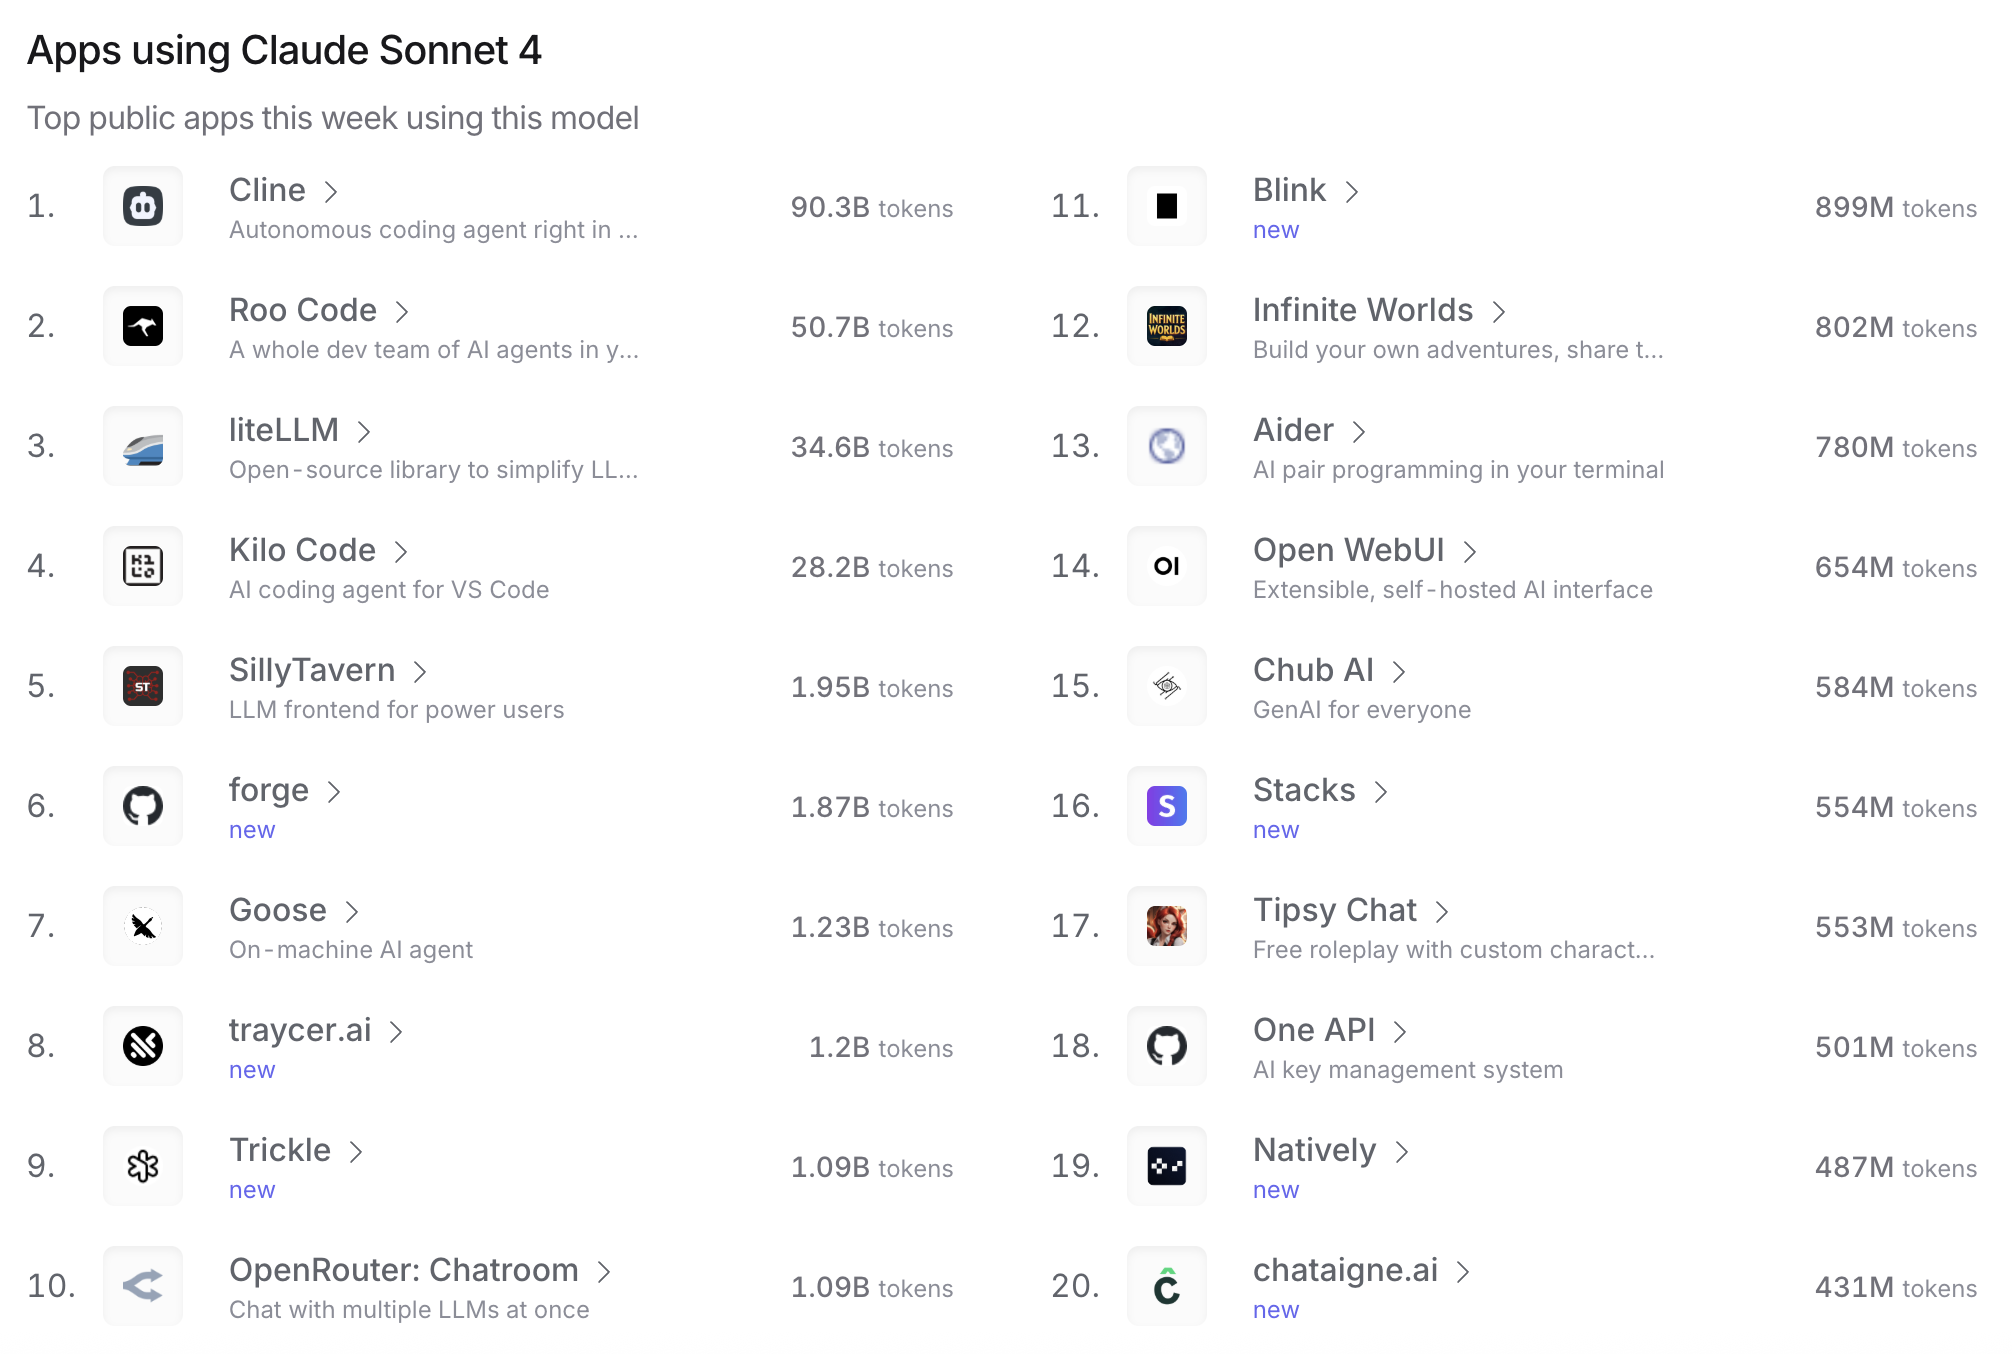 Apps using Claude Sonnet 4
Top public apps this week using this model
1.
Cline
Autonomous coding agent right in ...
90.3B tokens
2.
Roo Code
A whole dev team of AI agents in y...
50.7B tokens
3.
liteLLM
Open-source library to simplify LL...
34.6B tokens
4.
KILO
Kilo Code
AI coding agent for VS Code
28.2B tokens
5.
ST
SillyTavern
LLM frontend for power users
1.95B tokens
6.
forge
new
1.87B tokens
7.
Goose
On-machine AI agent
1.23B tokens
8.
traycer.ai
new
1.2B tokens
9.
Trickle
new
1.09B tokens
10.
OpenRouter: Chatroom
Chat with multiple LLMs at once
1.09B tokens
11.
Blink
new
899M tokens
12.
INFINITE
WORLDS
Infinite Worlds
Build your own adventures, share t...
802M tokens
13.
Aider
AI pair programming in your terminal
780M tokens
14.
OI
Open WebUI
Extensible, self-hosted AI interface
654M tokens
15.
Chub AI
GenAI for everyone
584M tokens
16.
S
Stacks
new
554M tokens
17.
Tipsy Chat
Free roleplay with custom charact...
553M tokens
18.
One API
AI key management system
501M tokens
19.
Natively
new
487M tokens
20.
ĉ
chataigne.ai
new
431M tokens